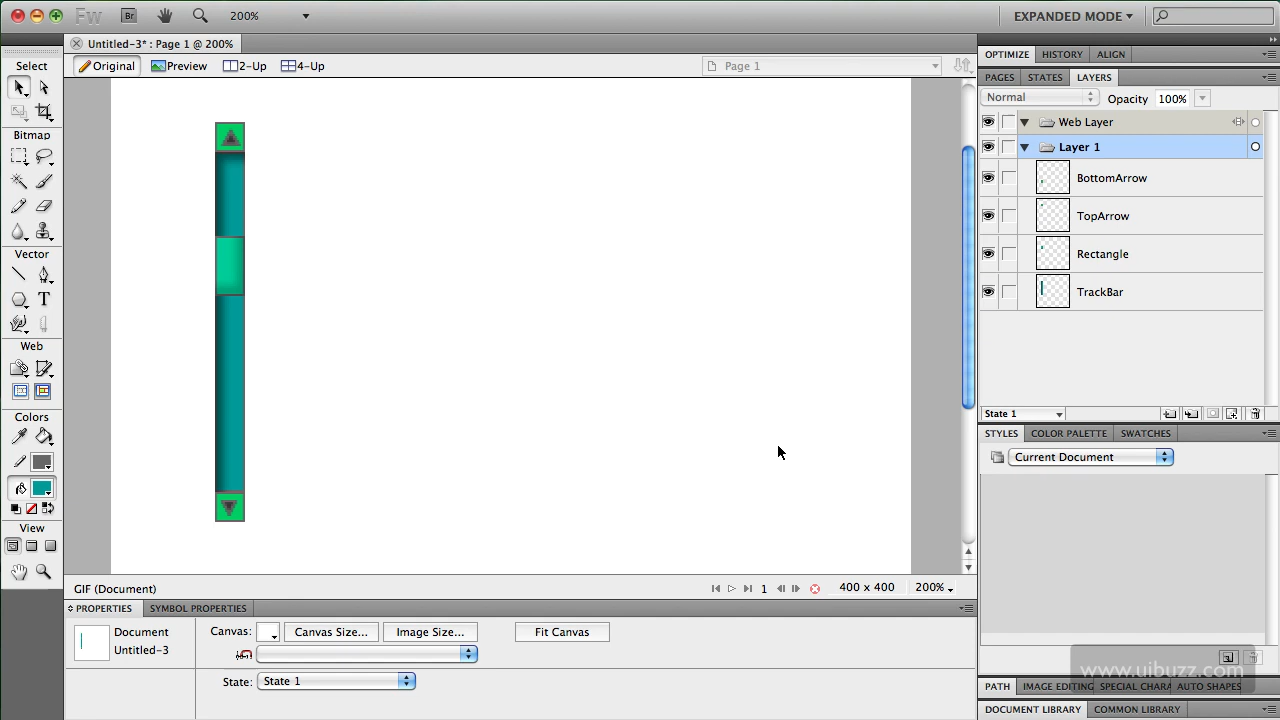 Fw Br 200% EXPANDED MODE
Untitled-3* : Page 1 @ 200%
Original Preview 2-Up 4-Up Page 1
Select
Bitmap
Vector
T
Web
Colors
View
OPTIMIZE HISTORY ALIGN
PAGES STATES LAYERS
Normal Opacity 100%
Web Layer
Layer 1
BottomArrow
TopArrow
Rectangle
TrackBar
State 1
STYLES COLOR PALETTE SWATCHES
Current Document
GIF (Document) 1 400 x 400 200%
PROPERTIES SYMBOL PROPERTIES
Document
Untitled-3
Canvas: Canvas Size... Image Size... Fit Canvas
State: State 1
www.uibuzz.com
PATH IMAGE EDITING SPECIAL CHARA AUTO SHAPES
DOCUMENT LIBRARY COMMON LIBRARY